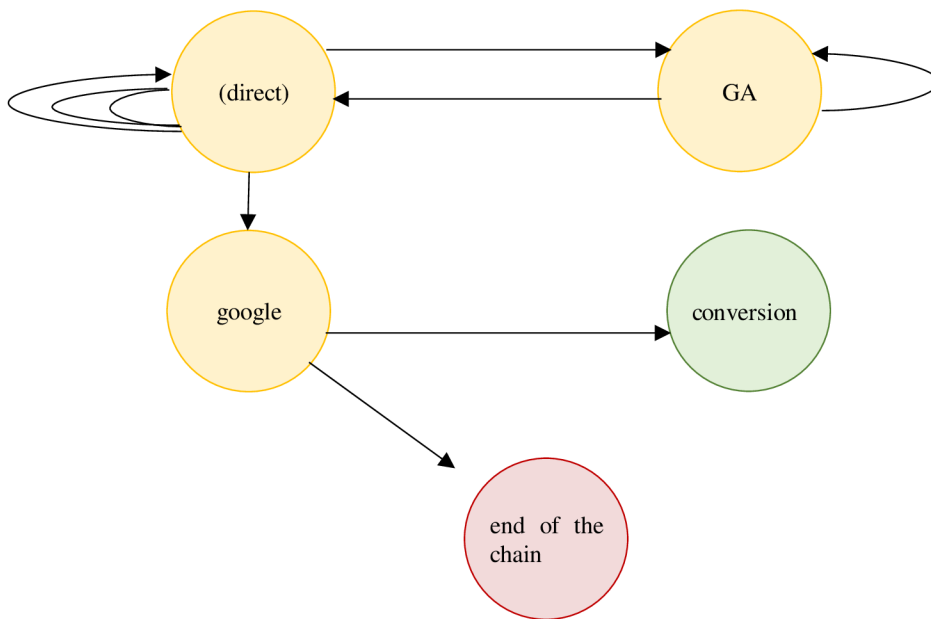 (direct)
GA
google
conversion
end of the
chain